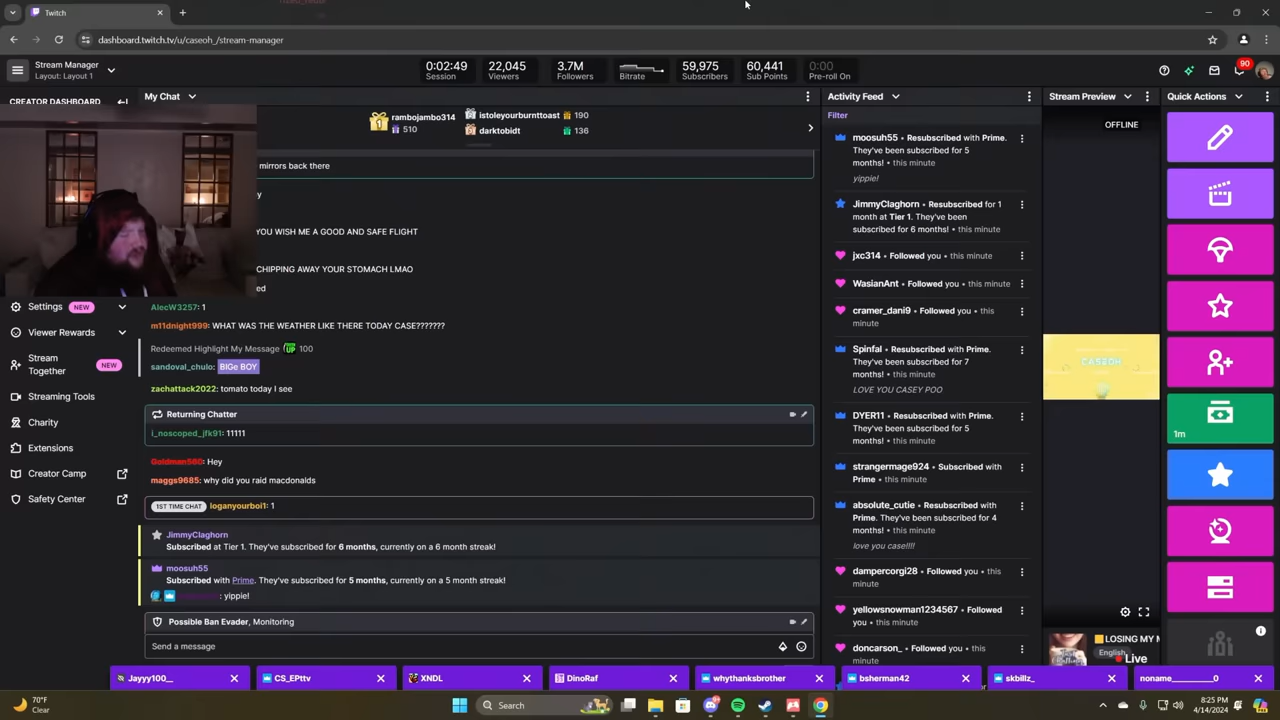 Twitch
dashboard.twitch.tv/u/caseoh_/stream-manager
Stream Manager
Layout: Layout 1
0:02:49
Session
22,045
Viewers
3.7M
Followers
Bitrate
59,975
Subscribers
60,441
Sub Points
0:00
Pre-roll On
90
CREATOR DASHBOARD
Settings NEW
Viewer Rewards
Stream Together NEW
Streaming Tools
Charity
Extensions
Creator Camp
Safety Center
My Chat
1 rambojambo314
510
istoleyourburnttoast 190
darktobidt 136
mirrors back there
y
YOU WISH ME A GOOD AND SAFE FLIGHT
CHIPPING AWAY YOUR STOMACH LMAO
ed
AlecW3257: 1
m11dnight999: WHAT WAS THE WEATHER LIKE THERE TODAY CASE???????
Redeemed Highlight My Message UP 100
sandoval_chulo: BIGe BOY
zachattack2022: tomato today I see
Returning Chatter
i_noscoped_jfk91: 11111
Goldman560: Hey
maggs9685: why did you raid macdonalds
1ST TIME CHAT loganyourboi1: 1
JimmyClaghorn
Subscribed at Tier 1. They've subscribed for 6 months, currently on a 6 month streak!
moosuh55
Subscribed with Prime. They've subscribed for 5 months, currently on a 5 month streak!
: yippie!
Possible Ban Evader, Monitoring
Send a message
Activity Feed
Filter
moosuh55 • Resubscribed with Prime.
They've been subscribed for 5
months! • this minute
yippie!
JimmyClaghorn • Resubscribed for 1
month at Tier 1. They've been
subscribed for 6 months! • this minute
jxc314 • Followed you • this minute
WasianAnt • Followed you • this minute
cramer_dani9 • Followed you • this
minute
Spinfal • Resubscribed with Prime.
They've been subscribed for 7
months! • this minute
LOVE YOU CASEY POO
DYER11 • Resubscribed with Prime.
They've been subscribed for 5
months! • this minute
strangermage924 • Subscribed with
Prime • this minute
absolute_cutie • Resubscribed with
Prime. They've been subscribed for 4
months! • this minute
love you case!!!!
dampercorgi28 • Followed you • this
minute
yellowsnowman1234567 • Followed
you • this minute
doncarson_ • Followed you • this
Stream Preview
OFFLINE
CASEOH
LOSING MY M
English
Live
Quick Actions
1m
Jayyy100__
CS_EPttv
XNDL
DinoRaf
whythanksbrother
bsherman42
skbillz_
70°F
Clear
Search
8:25 PM
4/14/2024